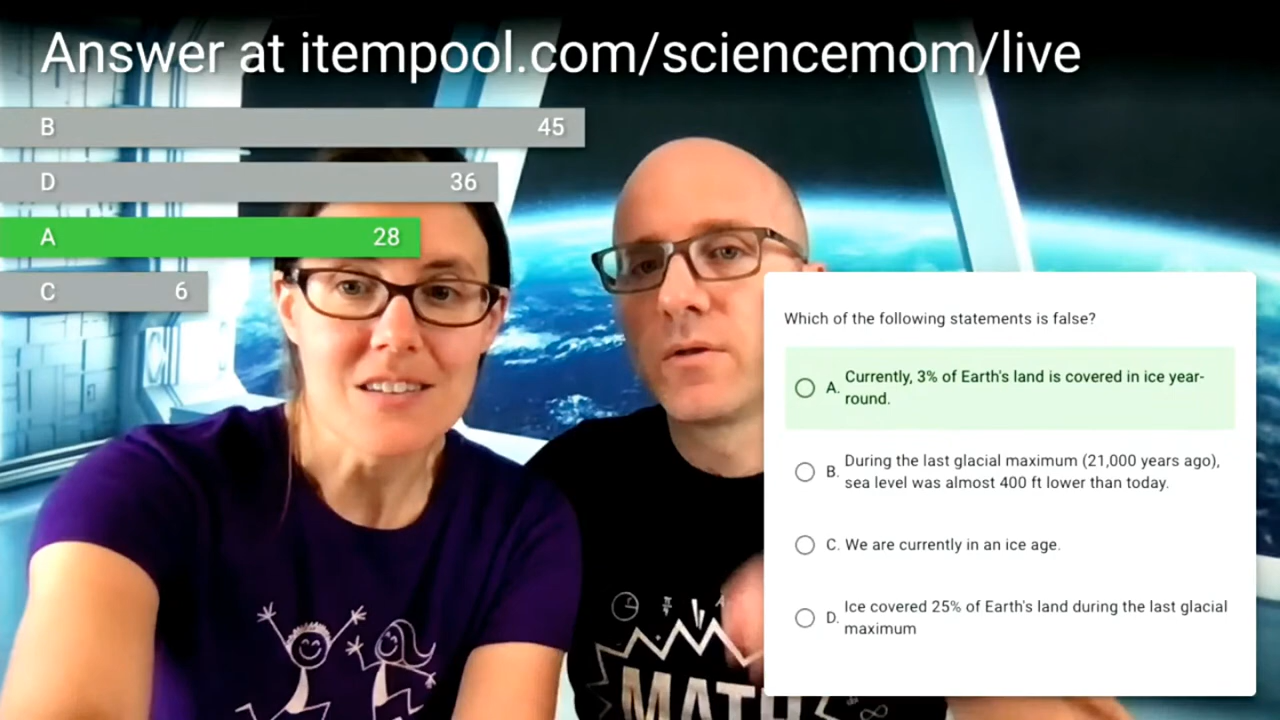 Answer at itempool.com/sciencemom/live
B 45
D 36
A 28
C 6
Which of the following statements is false?
A. Currently, 3% of Earth's land is covered in ice year-
round.
B. During the last glacial maximum (21,000 years ago),
sea level was almost 400 ft lower than today.
C. We are currently in an ice age.
D. Ice covered 25% of Earth's land during the last glacial
maximum
MATH